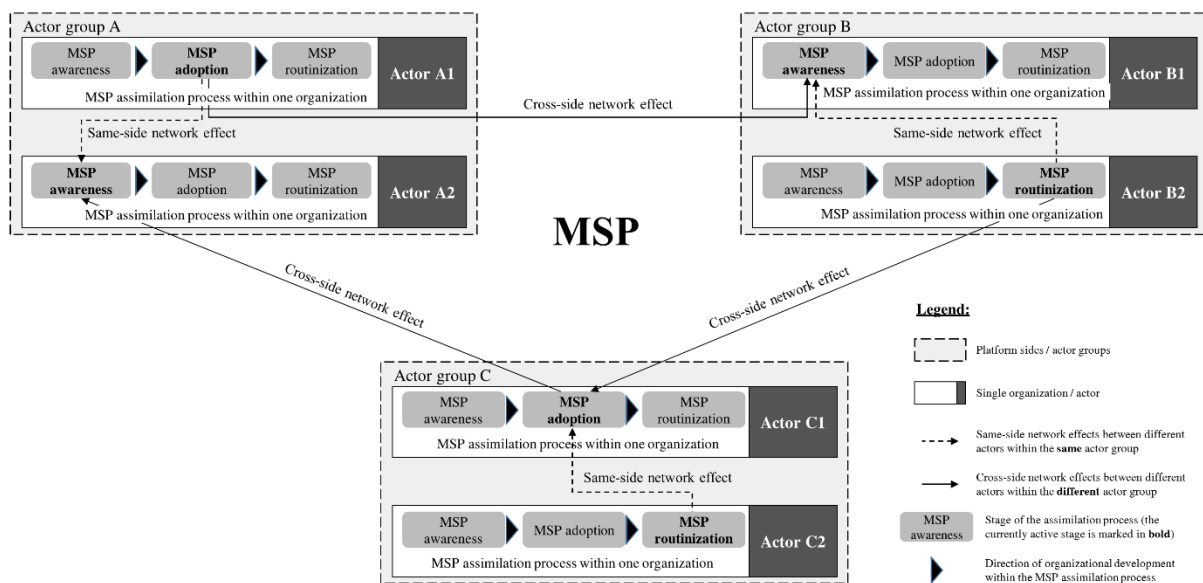 Actor group A
MSP
awareness
MSP
adoption
MSP
routinization
Actor A1
MSP assimilation process within one organization
Same-side network effect
MSP
awareness
MSP
adoption
MSP
routinization
Actor A2
MSP assimilation process within one organization
Cross-side network effect
Actor group B
MSP
awareness
MSP adoption
MSP
routinization
Actor B1
MSP assimilation process within one organization
Same-side network effect
MSP
awareness
MSP adoption
MSP
routinization
Actor B2
MSP assimilation process within one organization
MSP
Cross-side network effect
Cross-side network effect
Actor group C
MSP
awareness
MSP
adoption
MSP
routinization
Actor C1
MSP assimilation process within one organization
Same-side network effect
MSP
awareness
MSP adoption
MSP
routinization
Actor C2
MSP assimilation process within one organization
Legend:
Platform sides / actor groups
Single organization / actor
Same-side network effects between different
actors within the same actor group
Cross-side network effects between different
actors within the different actor group
MSP
awareness
Stage of the assimilation process (the
currently active stage is marked in bold)
Direction of organizational development
within the MSP assimilation process